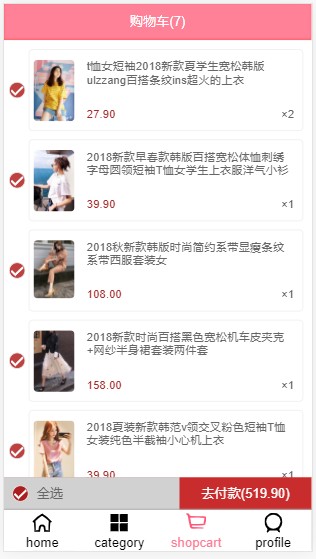 购物车(7)
t恤女短袖2018新款夏学生宽松韩版
ulzzang百搭条纹ins超火的上衣
27.90 ×2
2018新款早春款韩版百搭宽松体恤刺绣
字母圆领短袖T恤女学生上衣服洋气小衫
39.90 ×1
2018秋新款韩版时尚简约系带显瘦条纹
系带西服套装女
108.00 ×1
2018新款时尚百搭黑色宽松机车皮夹克
+网纱半身裙套装两件套
158.00 ×1
2018夏装新款韩范v领交叉粉色短袖T恤
女装纯色半截袖小心机上衣
39.90 ×1
全选 去付款(519.90)
home category shopcart profile